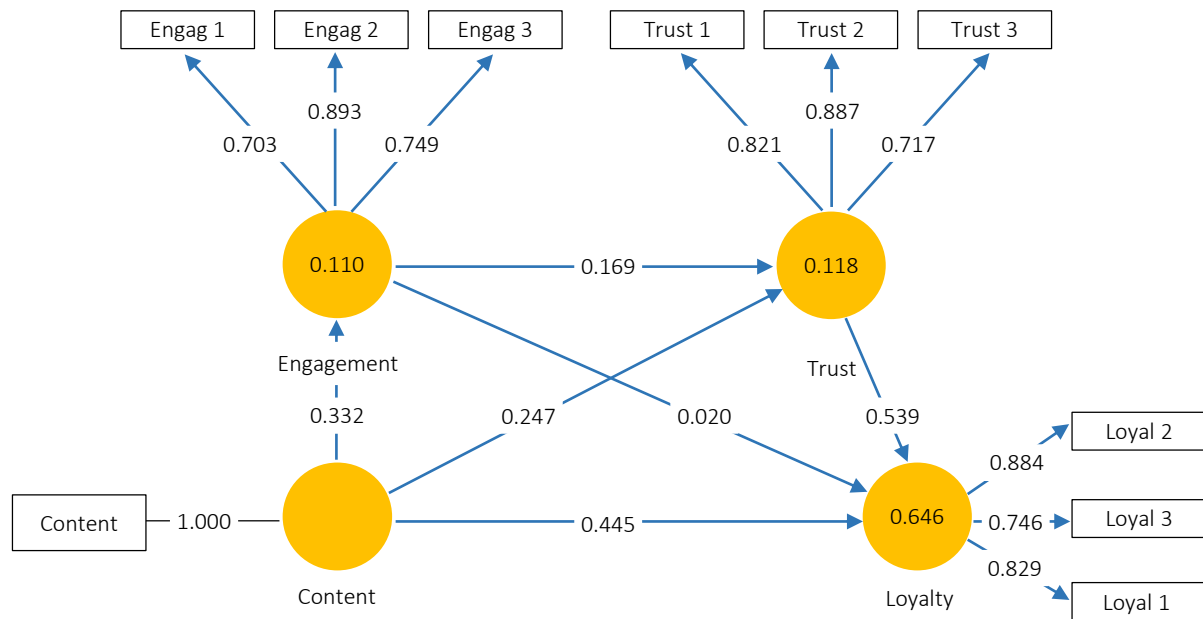 Engag 1
Engag 2
Engag 3
Trust 1
Trust 2
Trust 3
0.703
0.893
0.749
0.821
0.887
0.717
0.110
0.169
0.118
Engagement
Trust
0.332
0.247
0.020
0.539
Loyal 2
0.884
Content
1.000
0.445
0.646
0.746
Loyal 3
0.829
Content
Loyalty
Loyal 1